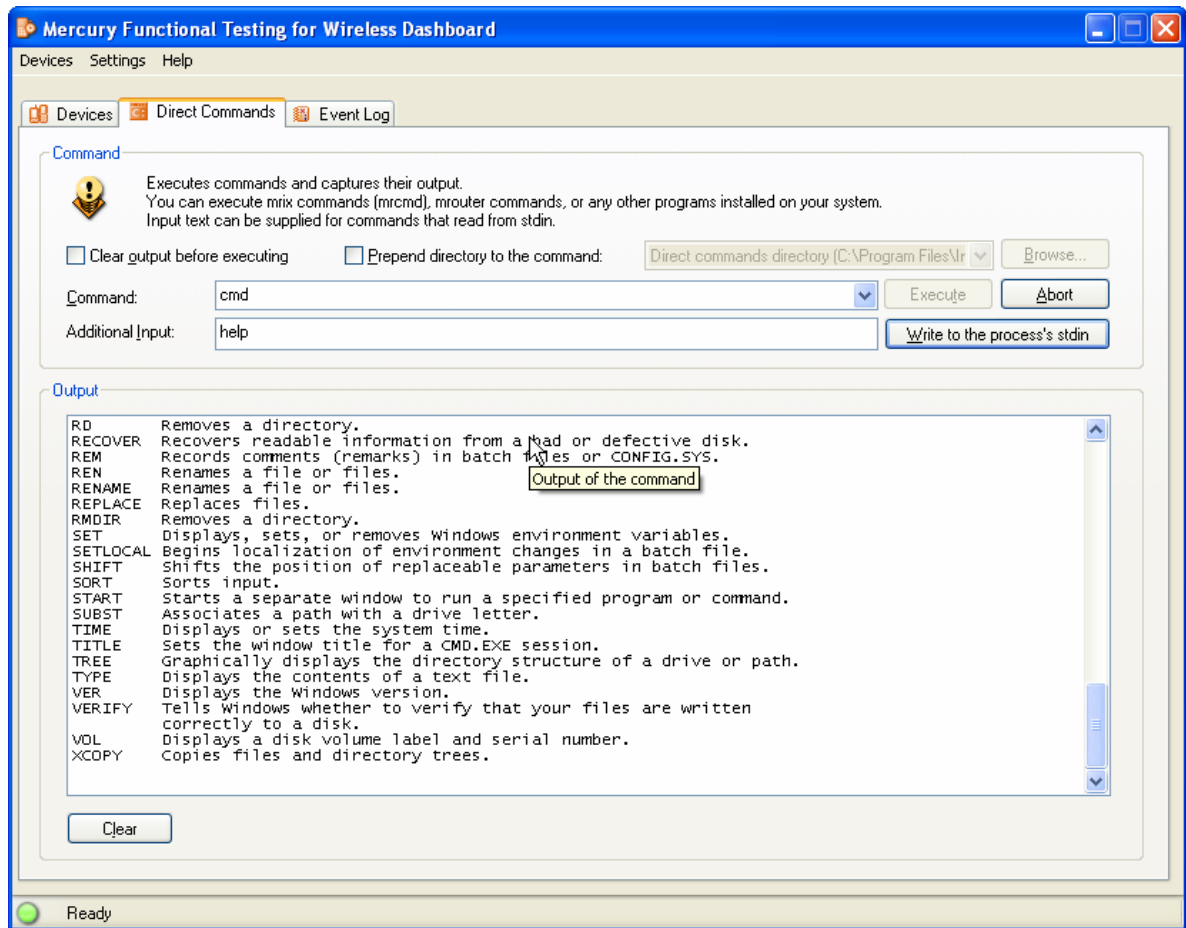 Mercury Functional Testing for Wireless Dashboard
Devices Settings Help
Devices Direct Commands Event Log
Command
Executes commands and captures their output.
You can execute mrix commands (mrcmd), mrouter commands, or any other programs installed on your system.
Input text can be supplied for commands that read from stdin.
Clear output before executing Prepend directory to the command: Direct commands directory (C:\Program Files\Ir Browse...
Command: cmd Execute Abort
Additional Input: help Write to the process's stdin
Output
RD Removes a directory.
RECOVER Recovers readable information from a bad or defective disk.
REM Records comments (remarks) in batch files or CONFIG.SYS.
REN Renames a file or files.
Output of the command
RENAME Renames a file or files.
REPLACE Replaces files.
RMDIR Removes a directory.
SET Displays, sets, or removes Windows environment variables.
SETLOCAL Begins localization of environment changes in a batch file.
SHIFT Shifts the position of replaceable parameters in batch files.
SORT Sorts input.
START Starts a separate window to run a specified program or command.
SUBST Associates a path with a drive letter.
TIME Displays or sets the system time.
TITLE Sets the window title for a CMD.EXE session.
TREE Graphically displays the directory structure of a drive or path.
TYPE Displays the contents of a text file.
VER Displays the Windows version.
VERIFY Tells Windows whether to verify that your files are written
correctly to a disk.
VOL Displays a disk volume label and serial number.
XCOPY Copies files and directory trees.
Clear
Ready